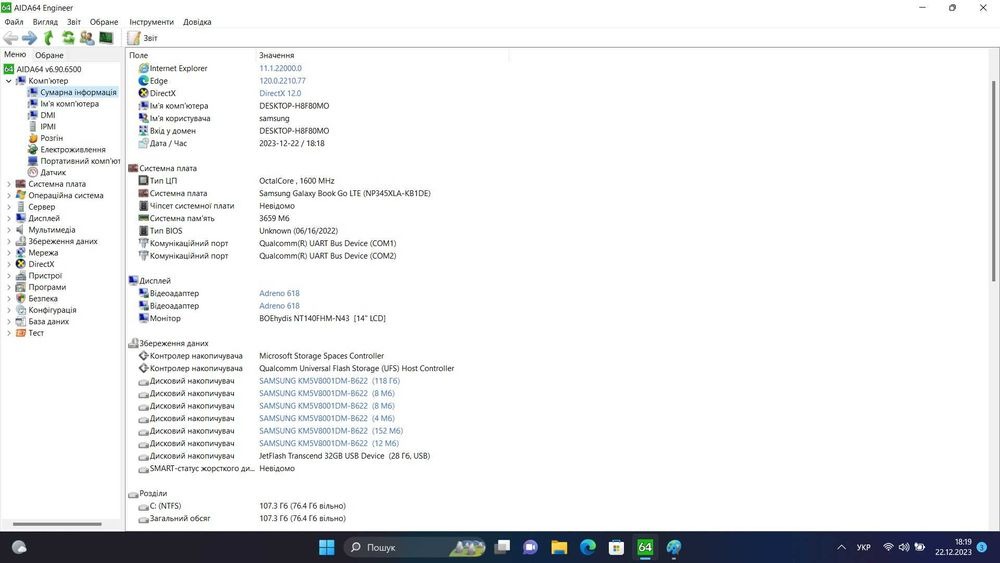 AIDA64 Engineer
Файл Вигляд Звіт Обране Інструменти Довідка
Звіт
Меню Обране
AIDA64 v6.90.6500
Комп'ютер
Сумарна інформація
Ім'я комп'ютера
DMI
IPMI
Розгін
Електроживлення
Портативний комп'ют
Датчик
Системна плата
Операційна система
Сервер
Дисплей
Мультимедіа
Збереження даних
Мережа
DirectX
Пристрої
Програми
Безпека
Конфігурація
База даних
Тест
Поле Значення
Internet Explorer 11.1.22000.0
Edge 120.0.2210.77
DirectX DirectX 12.0
Ім'я комп'ютера DESKTOP-H8F80MO
Ім'я користувача samsung
Вхід у домен DESKTOP-H8F80MO
Дата / Час 2023-12-22 / 18:18
Системна плата
Тип ЦП OctalCore , 1600 MHz
Системна плата Samsung Galaxy Book Go LTE (NP345XLA-KB1DE)
Чіпсет системної плати Невідомо
Системна пам'ять 3659 Мб
Тип BIOS Unknown (06/16/2022)
Комунікаційний порт Qualcomm(R) UART Bus Device (COM1)
Комунікаційний порт Qualcomm(R) UART Bus Device (COM2)
Дисплей
Відеоадаптер Adreno 618
Відеоадаптер Adreno 618
Монітор BOEhydis NT140FHM-N43 [14" LCD]
Збереження даних
Контролер накопичувача Microsoft Storage Spaces Controller
Контролер накопичувача Qualcomm Universal Flash Storage (UFS) Host Controller
Дисковий накопичувач SAMSUNG KM5V8001DM-B622 (118 Гб)
Дисковий накопичувач SAMSUNG KM5V8001DM-B622 (8 Мб)
Дисковий накопичувач SAMSUNG KM5V8001DM-B622 (8 Мб)
Дисковий накопичувач SAMSUNG KM5V8001DM-B622 (4 Мб)
Дисковий накопичувач SAMSUNG KM5V8001DM-B622 (152 Мб)
Дисковий накопичувач SAMSUNG KM5V8001DM-B622 (12 Мб)
Дисковий накопичувач JetFlash Transcend 32GB USB Device (28 Гб, USB)
SMART-статус жорсткого ди... Невідомо
Розділи
C: (NTFS) 107.3 Гб (76.4 Гб вільно)
Загальний обсяг 107.3 Гб (76.4 Гб вільно)
Пошук
64
УКР
18:19
22.12.2023
3